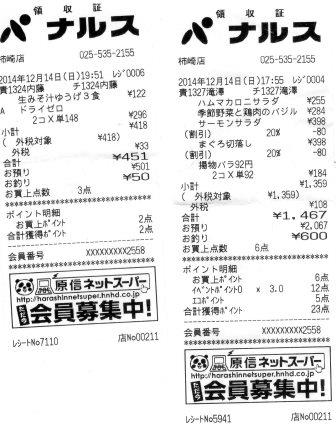 領収証
パナルス
柿崎店 025-535-2155
2014年12月14日(日)19:51 レジ0006
責1324内藤 チ1324内藤
生みそ汁ゆうげ3食 ¥122
A ドライゼロ
2コX単148 ¥296
小計 ¥418
( 外税対象 ¥418)
外税 ¥33
合計 ¥451
お預り ¥501
お釣り ¥50
お買上点数 3点
ポイント明細
お買上ポイント 2点
合計獲得ポイント 2点
会員番号 XXXXXXXXX2558
原信ネットスーパー
http://harashinnetsuper.hnhd.co.jp
ただ今 会員募集中!
レシートNo7110 店No00211
領収証
パナルス
柿崎店 025-535-2155
2014年12月14日(日)17:55 レジ0004
責1327滝澤 チ1327滝澤
ハムマカロニサラダ ¥255
季節野菜と鶏肉のバジル ¥284
サーモンサラダ ¥398
(割引) 20% -80
まぐろ切落し ¥398
(割引) 20% -80
揚物バラ92円
2コX単92 ¥184
小計 ¥1,359
( 外税対象 ¥1,359)
外税 ¥108
合計 ¥1,467
お預り ¥2,067
お釣り ¥600
お買上点数 6点
ポイント明細
お買上ポイント 6点
イベントポイント0 x 3.0 12点
エコポイント 5点
合計獲得ポイント 23点
会員番号 XXXXXXXXX2558
原信ネットスーパー
http://harashinnetsuper.hnhd.co.jp
ただ今 会員募集中!
レシートNo5941 店No00211